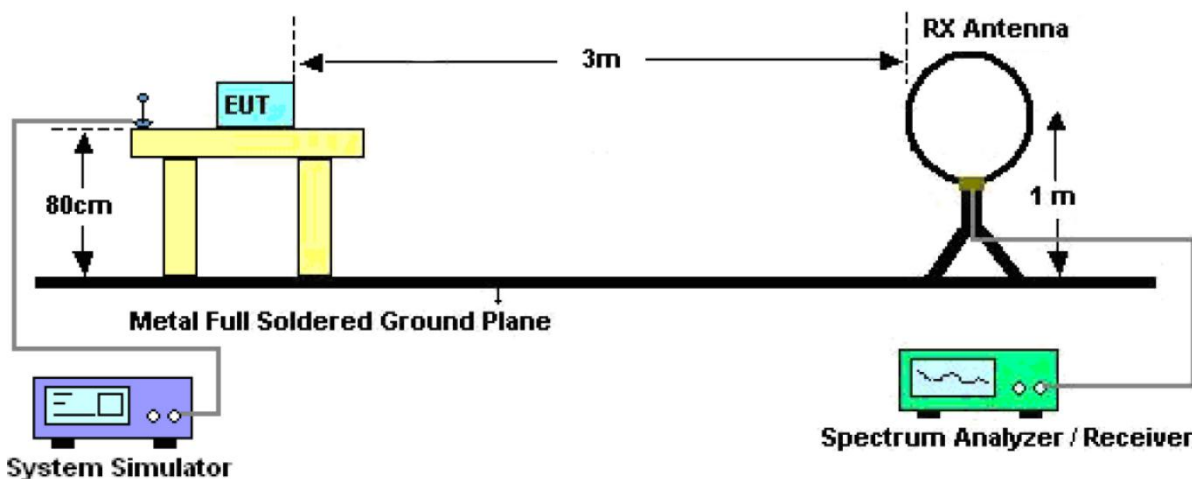 RX Antenna
3m
EUT
80cm
1 m
Metal Full Soldered Ground Plane
System Simulator
Spectrum Analyzer / Receiver